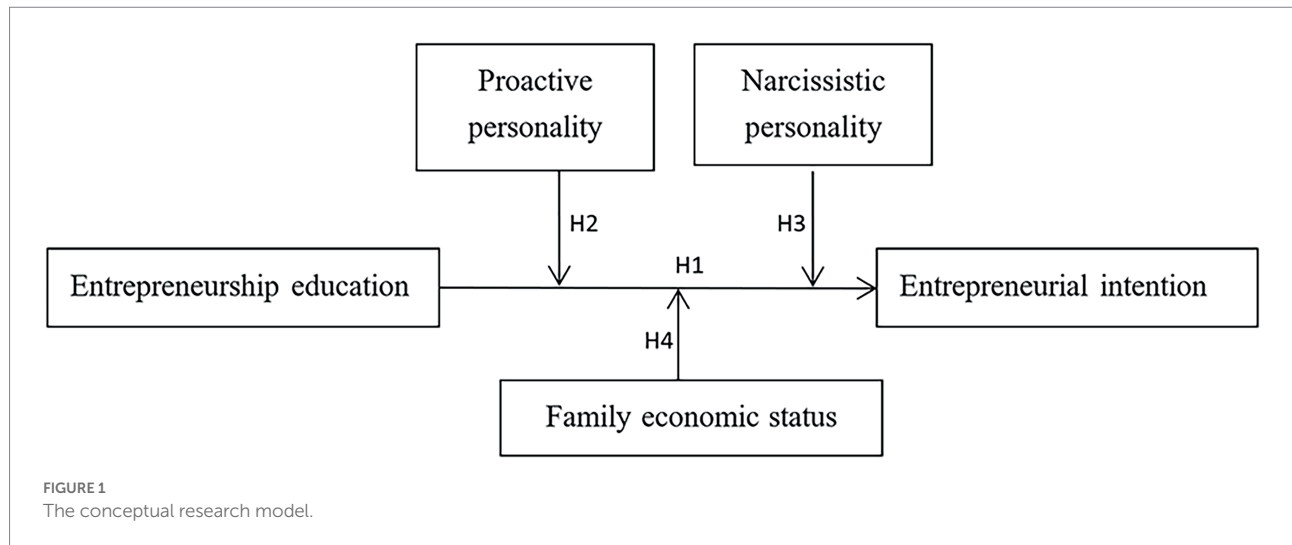 Proactive
personality
Narcissistic
personality
H2
H3
Entrepreneurship education
H1
Entrepreneurial intention
H4
Family economic status
FIGURE 1
The conceptual research model.